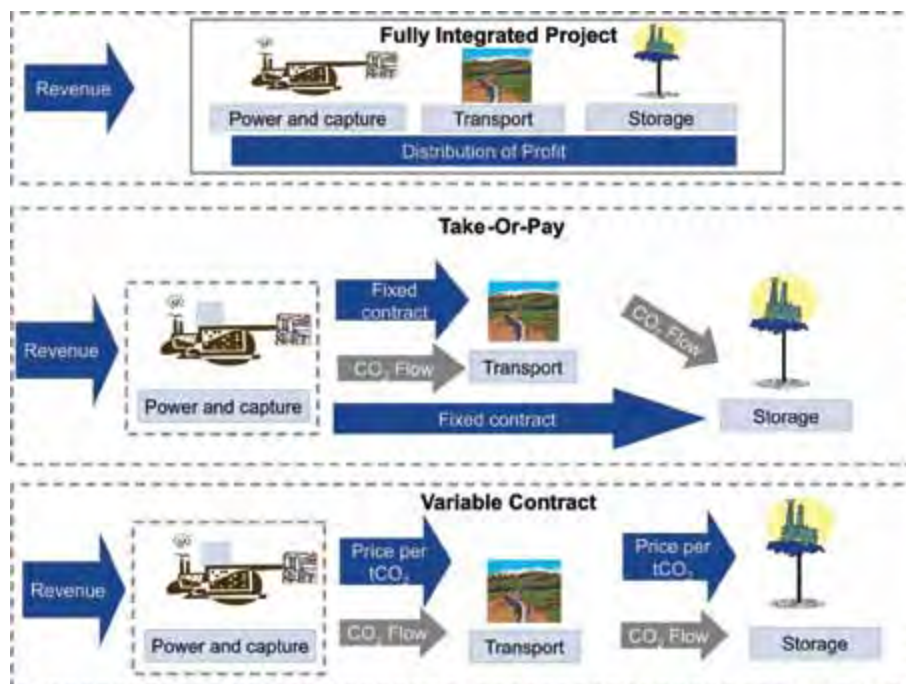 Fully Integrated Project
Revenue
Power and capture
Transport
Storage
Distribution of Profit
Take-Or-Pay
Revenue
Power and capture
Fixed
contract
CO₂ Flow
Transport
CO₂ Flow
Fixed contract
Storage
Variable Contract
Revenue
Power and capture
Price per
tCO₂
CO₂ Flow
Transport
Price per
tCO₂
CO₂ Flow
Storage